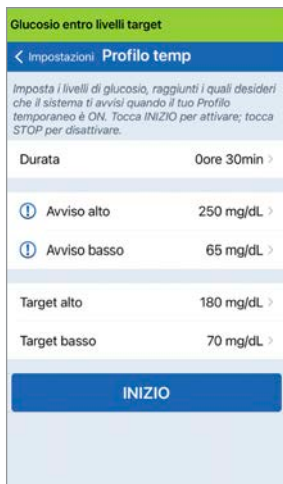 Glucosio entro livelli target
< Impostazioni Profilo temp
Imposta i livelli di glucosio, raggiunti i quali desideri
che il sistema ti avvisi quando il tuo Profilo
temporaneo è ON. Tocca INIZIO per attivare; tocca
STOP per disattivare.
Durata 0ore 30min >
! Avviso alto 250 mg/dL >
! Avviso basso 65 mg/dL >
Target alto 180 mg/dL >
Target basso 70 mg/dL >
INIZIO